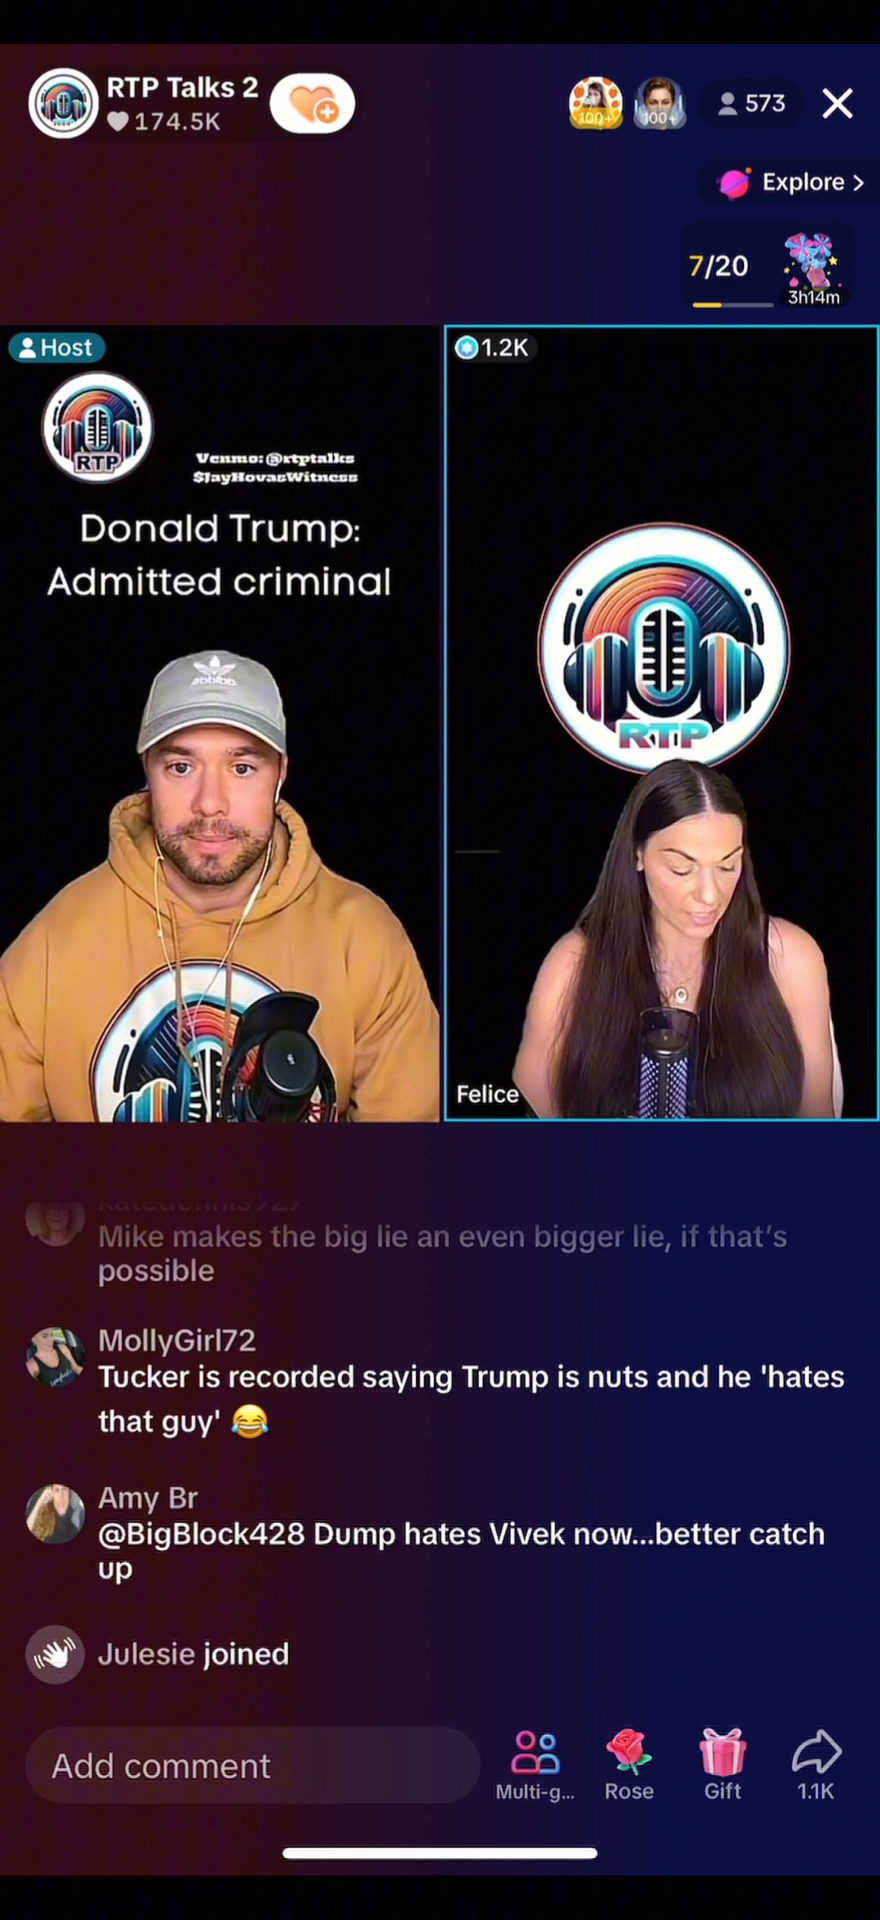 RTP Talks 2
174.5K
100+
100+
573
Explore >
7/20
3h14m
Host
1.2K
RTP
Venmo: @rtptalks
$JayHovasWitness
Donald Trump:
Admitted criminal
RTP
Felice
Mike makes the big lie an even bigger lie, if that's
possible
MollyGirl72
Tucker is recorded saying Trump is nuts and he 'hates
that guy' 😂
Amy Br
@BigBlock428 Dump hates Vivek now...better catch
up
Julesie joined
Add comment
Multi-g...
Rose
Gift
1.1K